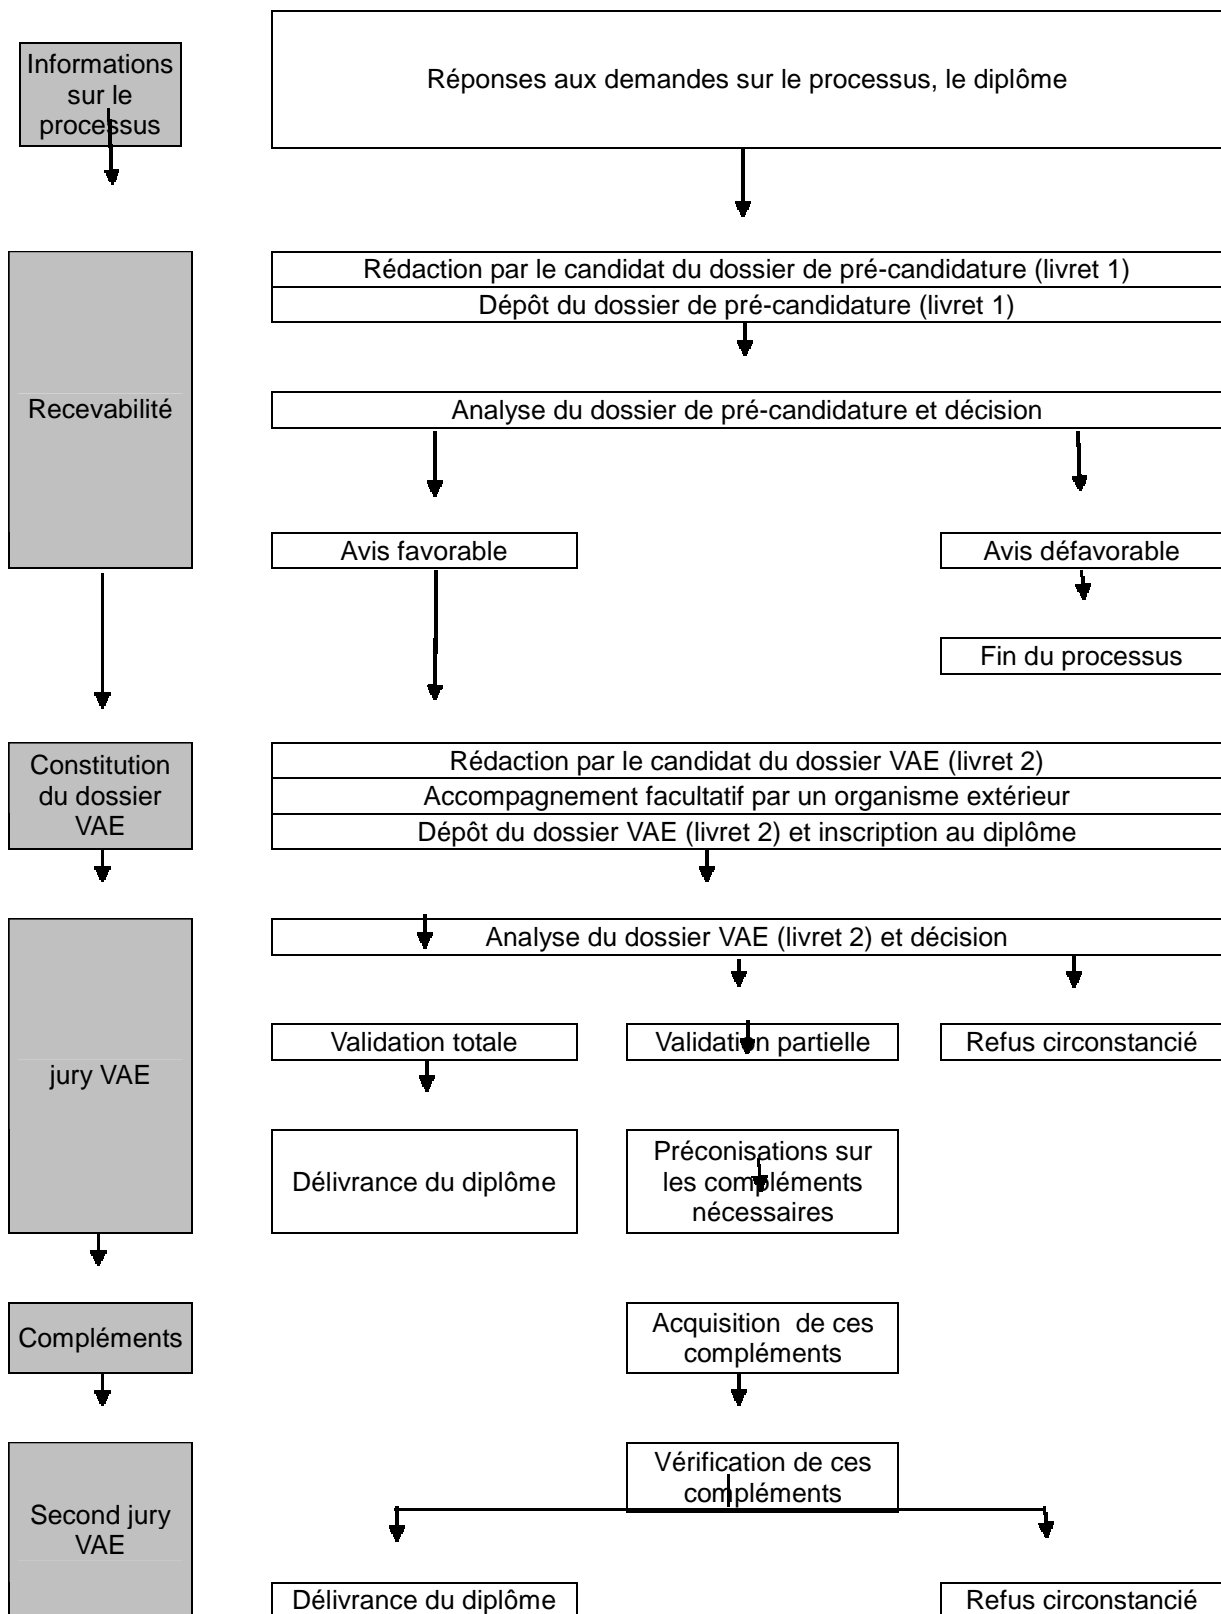 Informations
sur le
processus
Réponses aux demandes sur le processus, le diplôme
Recevabilité
Rédaction par le candidat du dossier de pré-candidature (livret 1)
Dépôt du dossier de pré-candidature (livret 1)
Analyse du dossier de pré-candidature et décision
Avis favorable
Avis défavorable
Fin du processus
Constitution
du dossier
VAE
Rédaction par le candidat du dossier VAE (livret 2)
Accompagnement facultatif par un organisme extérieur
Dépôt du dossier VAE (livret 2) et inscription au diplôme
jury VAE
Analyse du dossier VAE (livret 2) et décision
Validation totale
Validation partielle
Refus circonstancié
Délivrance du diplôme
Préconisations sur
les compléments
nécessaires
Compléments
Acquisition de ces
compléments
Second jury
VAE
Vérification de ces
compléments
Délivrance du diplôme
Refus circonstancié